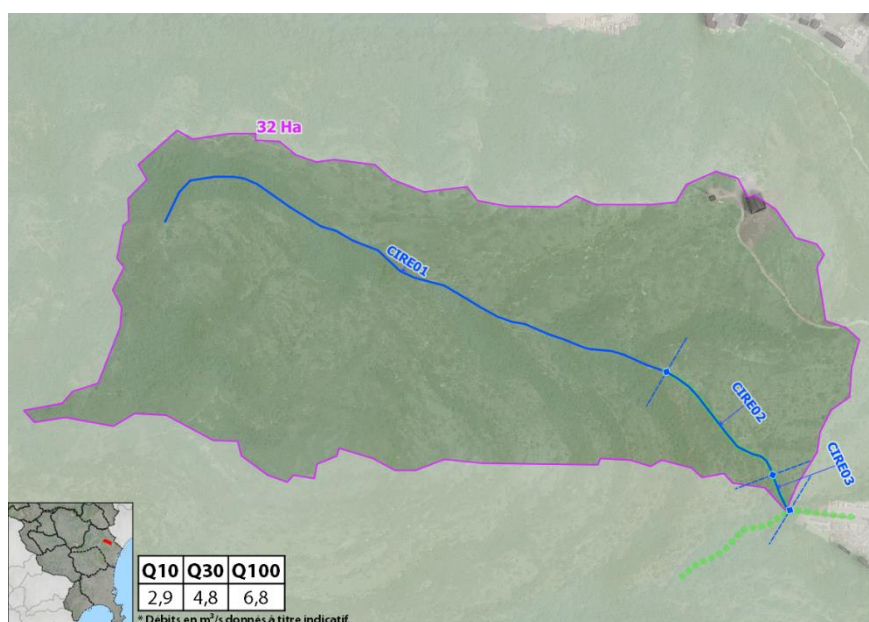 32 Ha
CIRE01
CIRE02
CIRE03
Q10 Q30 Q100
2,9 4,8 6,8
* Débits en m³/s donnés à titre indicatif